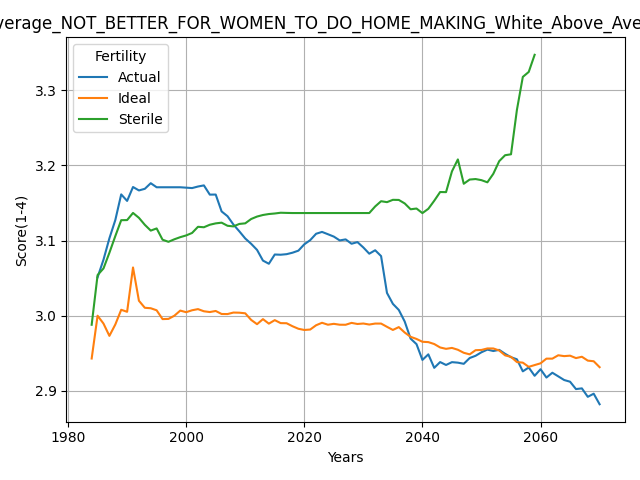 verage_NOT_BETTER_FOR_WOMEN_TO_DO_HOME_MAKING_White_Above_Ave
Fertility
Actual
Ideal
Sterile
Score(1-4)
3.3
3.2
3.1
3.0
2.9
1980 2000 2020 2040 2060
Years